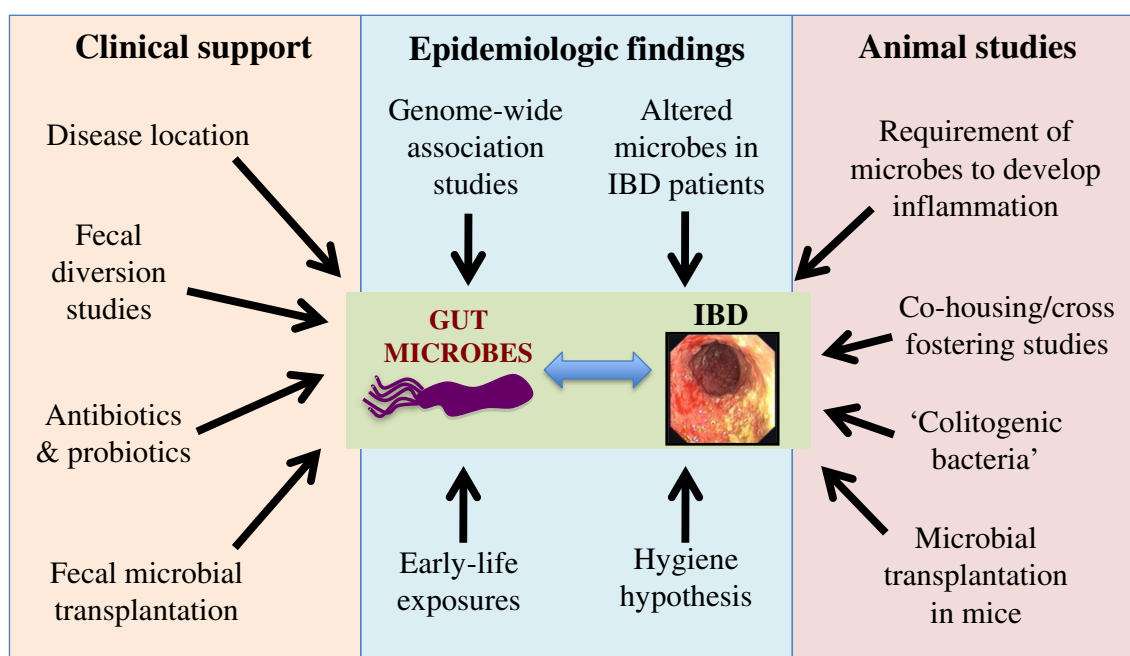 Clinical support
Disease location
Fecal
diversion
studies
Antibiotics
& probiotics
Fecal microbial
transplantation
Epidemiologic findings
Genome-wide
association
studies
Altered
microbes in
IBD patients
GUT
MICROBES
IBD
Early-life
exposures
Hygiene
hypothesis
Animal studies
Requirement of
microbes to develop
inflammation
Co-housing/cross
fostering studies
‘Colitogenic
bacteria’
Microbial
transplantation
in mice